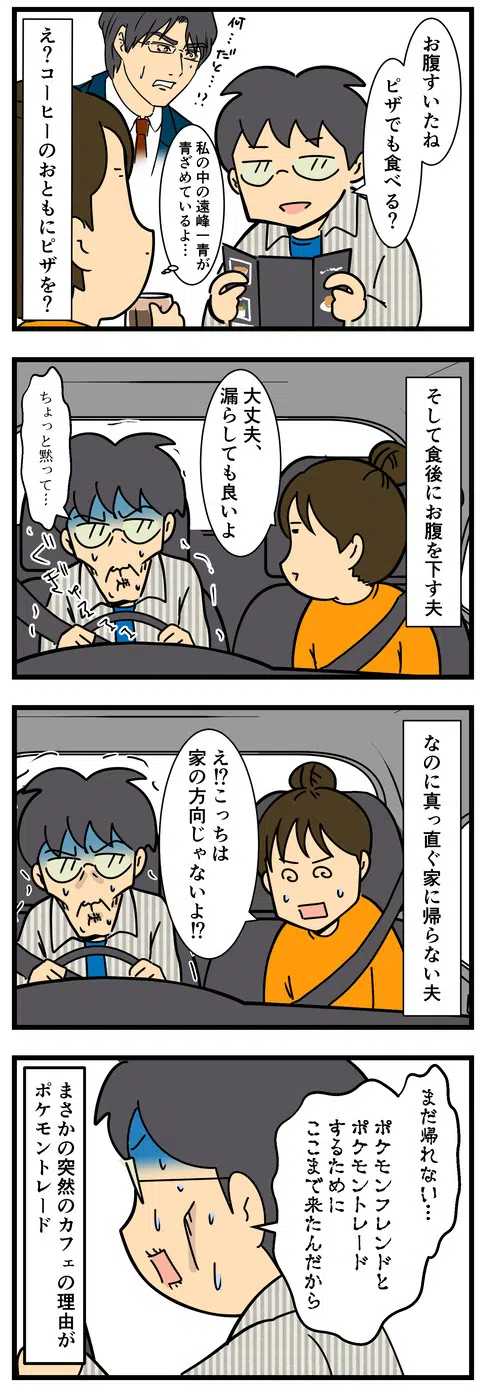 お腹すいたね
ピザでも食べる？
何…
だと…!?
私の中の遠峰一青が
青ざめているよ…
え？コーヒーのおともにピザを？
そして食後にお腹を下す夫
大丈夫、
漏らしても良いよ
ちょっと黙って…
ぐぎゅるるるる
なのに真っ直ぐ家に帰らない夫
え!?こっちは
家の方向じゃないよ!?
まだ帰れない…
ポケモンフレンドと
ポケモントレード
するために
ここまで来たんだから
まさかの突然のカフェの理由が
ポケモントレード